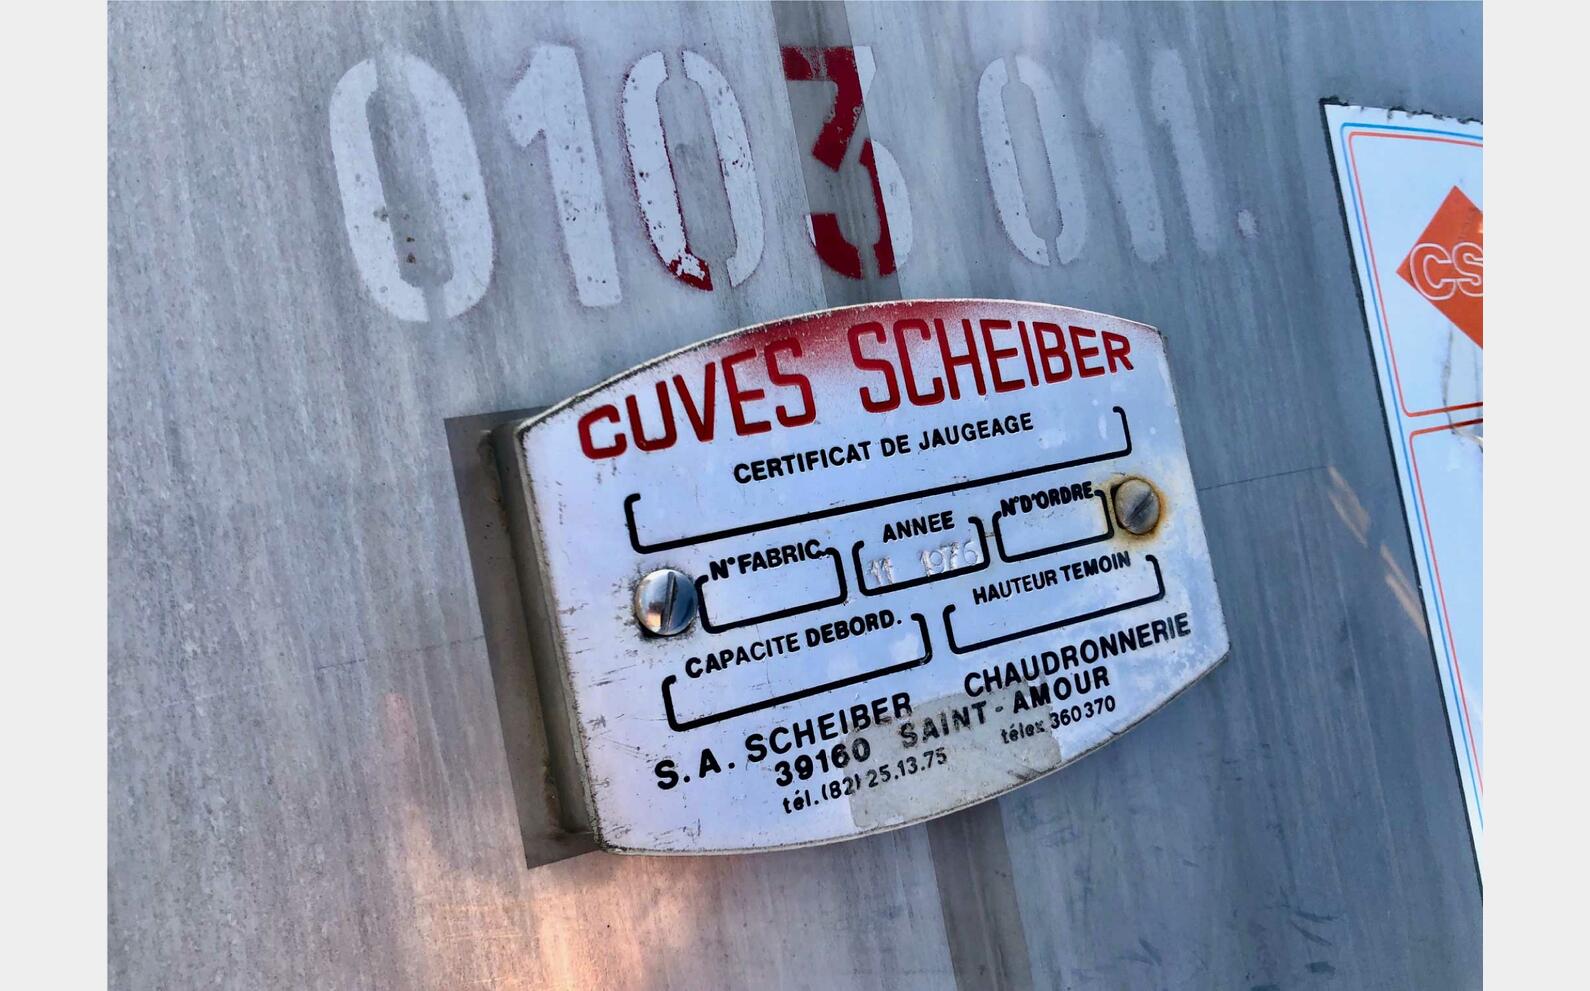 0103 011.
CS
CUVES SCHEIBER
CERTIFICAT DE JAUGEAGE
N° FABRIC.
ANNEE
N° D'ORDRE
11 1976
CAPACITE DEBORD.
HAUTEUR TEMOIN
S.A. SCHEIBER CHAUDRONNERIE
39160 SAINT-AMOUR
tél.(82) 25.13.75 télex 360370